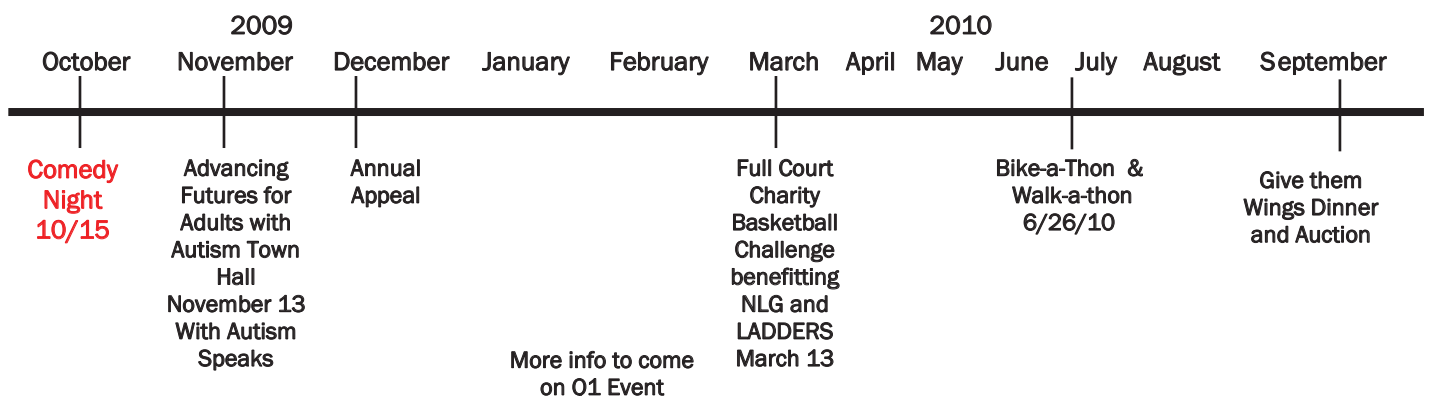 2009
2010
October November December January February March April May June July August September
Comedy
Night
10/15
Advancing
Futures for
Adults with
Autism Town
Hall
November 13
With Autism
Speaks
Annual
Appeal
More info to come
on O1 Event
Full Court
Charity
Basketball
Challenge
benefitting
NLG and
LADDERS
March 13
Bike-a-Thon &
Walk-a-thon
6/26/10
Give them
Wings Dinner
and Auction